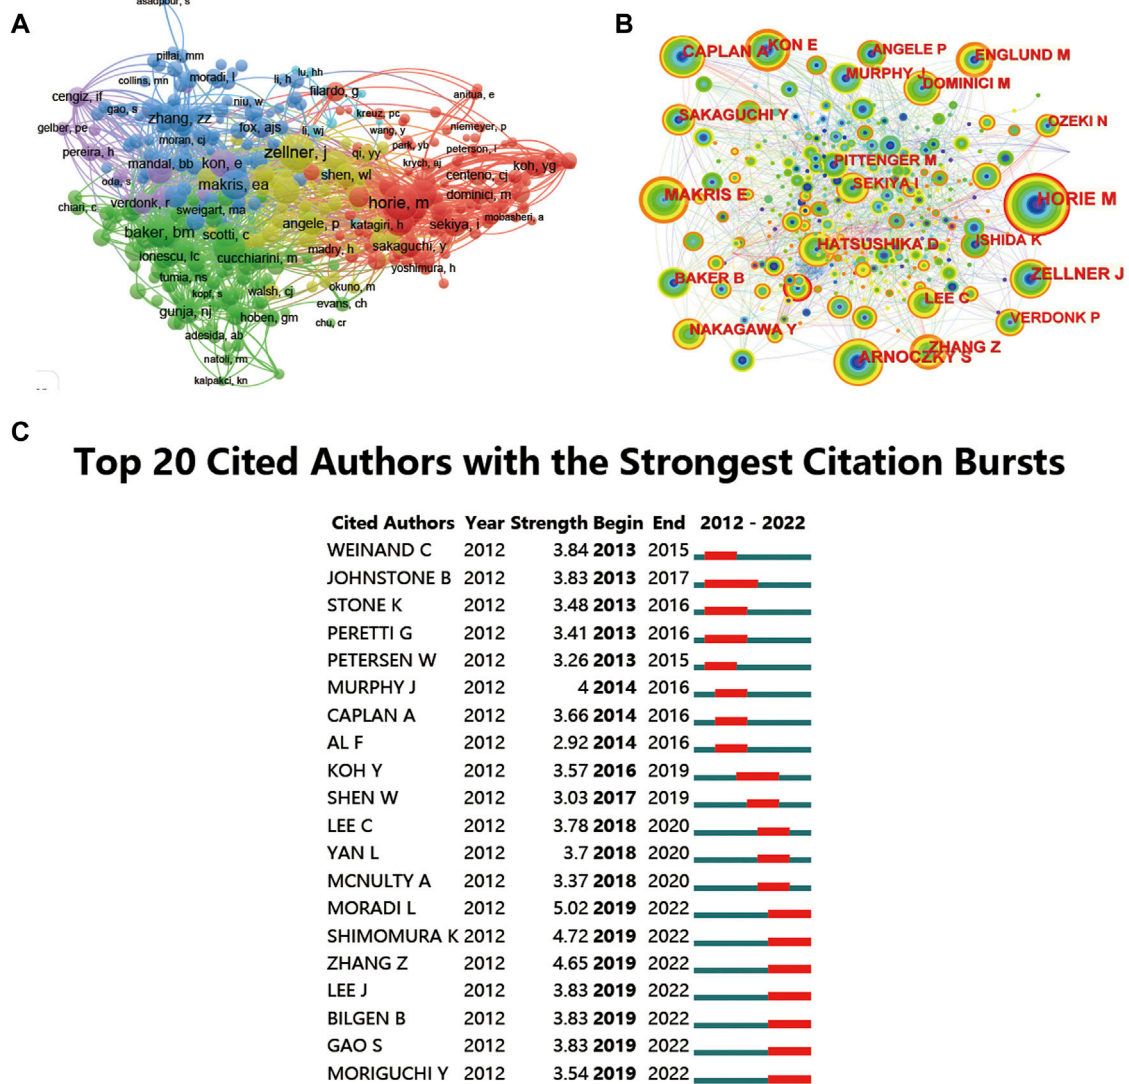 A
asadpour, s
pillai, mm
collins, mn
moradi, l
li, h
lu, hh
cengiz, if
gao, s
niu, w
filardo, g
anitua, e
zhang, zz
kreuz, pc
gelber, pe
fox, ajs
li, wj
wang, y
niemeyer, p
moran, cj
park, yb
pereira, h
mandal, bb
kon, e
zellner, j
qi, yy
peterson, l
krych, aj
koh, yg
oda, s
makris, ea
shen, wl
centeno, cj
dominici, m
chiari, c
verdonk, r
sweigart, ma
horie, m
mobasheri, a
baker, bm
scotti, c
angele, p
katagiri, h
sekiya, i
ionescu, lc
cucchiarini, m
madry, h
sakaguchi, y
yoshimura, h
tumia, ns
kopf, s
walsh, cj
okuno, m
evans, ch
gunja, nj
hoben, gm
chu, cr
adesida, ab
natoli, rm
kalpakci, kn
B
CAPLAN A
KON E
ANGELE P
ENGLUND M
MURPHY J
DOMINICI M
SAKAGUCHI Y
OZEKI N
PITTENGER M
SEKIYA I
MAKRIS E
HORIE M
HATSUSHIKA D
ISHIDA K
BAKER B
ZELLNER J
LEE C
VERDONK P
NAKAGAWA Y
ZHANG Z
ARNOCZKY S
C
Top 20 Cited Authors with the Strongest Citation Bursts
Cited Authors Year Strength Begin End 2012 - 2022
WEINAND C 2012 3.84 2013 2015
JOHNSTONE B 2012 3.83 2013 2017
STONE K 2012 3.48 2013 2016
PERETTI G 2012 3.41 2013 2016
PETERSEN W 2012 3.26 2013 2015
MURPHY J 2012 4 2014 2016
CAPLAN A 2012 3.66 2014 2016
AL F 2012 2.92 2014 2016
KOH Y 2012 3.57 2016 2019
SHEN W 2012 3.03 2017 2019
LEE C 2012 3.78 2018 2020
YAN L 2012 3.7 2018 2020
MCNULTY A 2012 3.37 2018 2020
MORADI L 2012 5.02 2019 2022
SHIMOMURA K 2012 4.72 2019 2022
ZHANG Z 2012 4.65 2019 2022
LEE J 2012 3.83 2019 2022
BILGEN B 2012 3.83 2019 2022
GAO S 2012 3.83 2019 2022
MORIGUCHI Y 2012 3.54 2019 2022